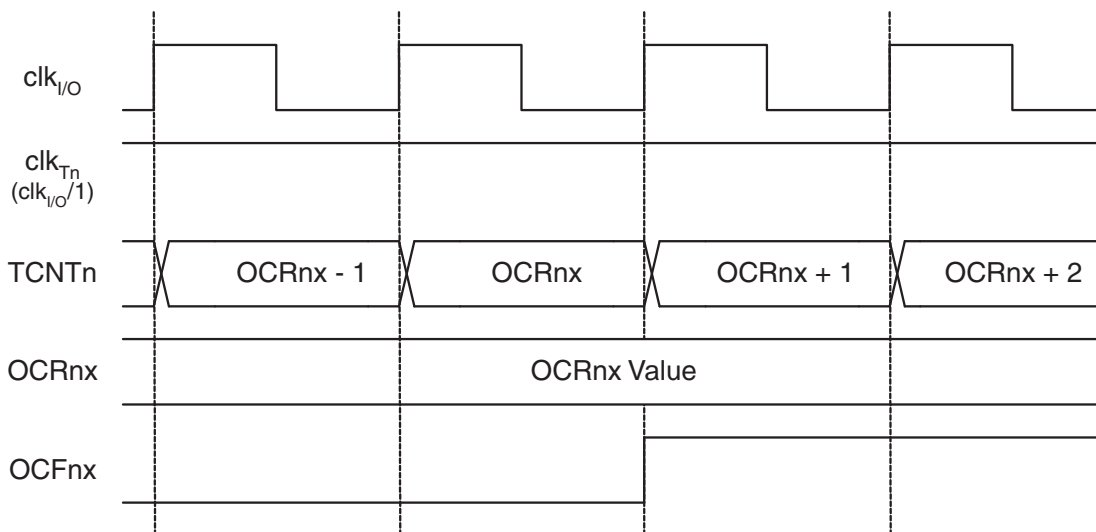 clkI/O
clkTn
(clkI/O/1)
TCNTn OCRnx - 1 OCRnx OCRnx + 1 OCRnx + 2
OCRnx OCRnx Value
OCFnx